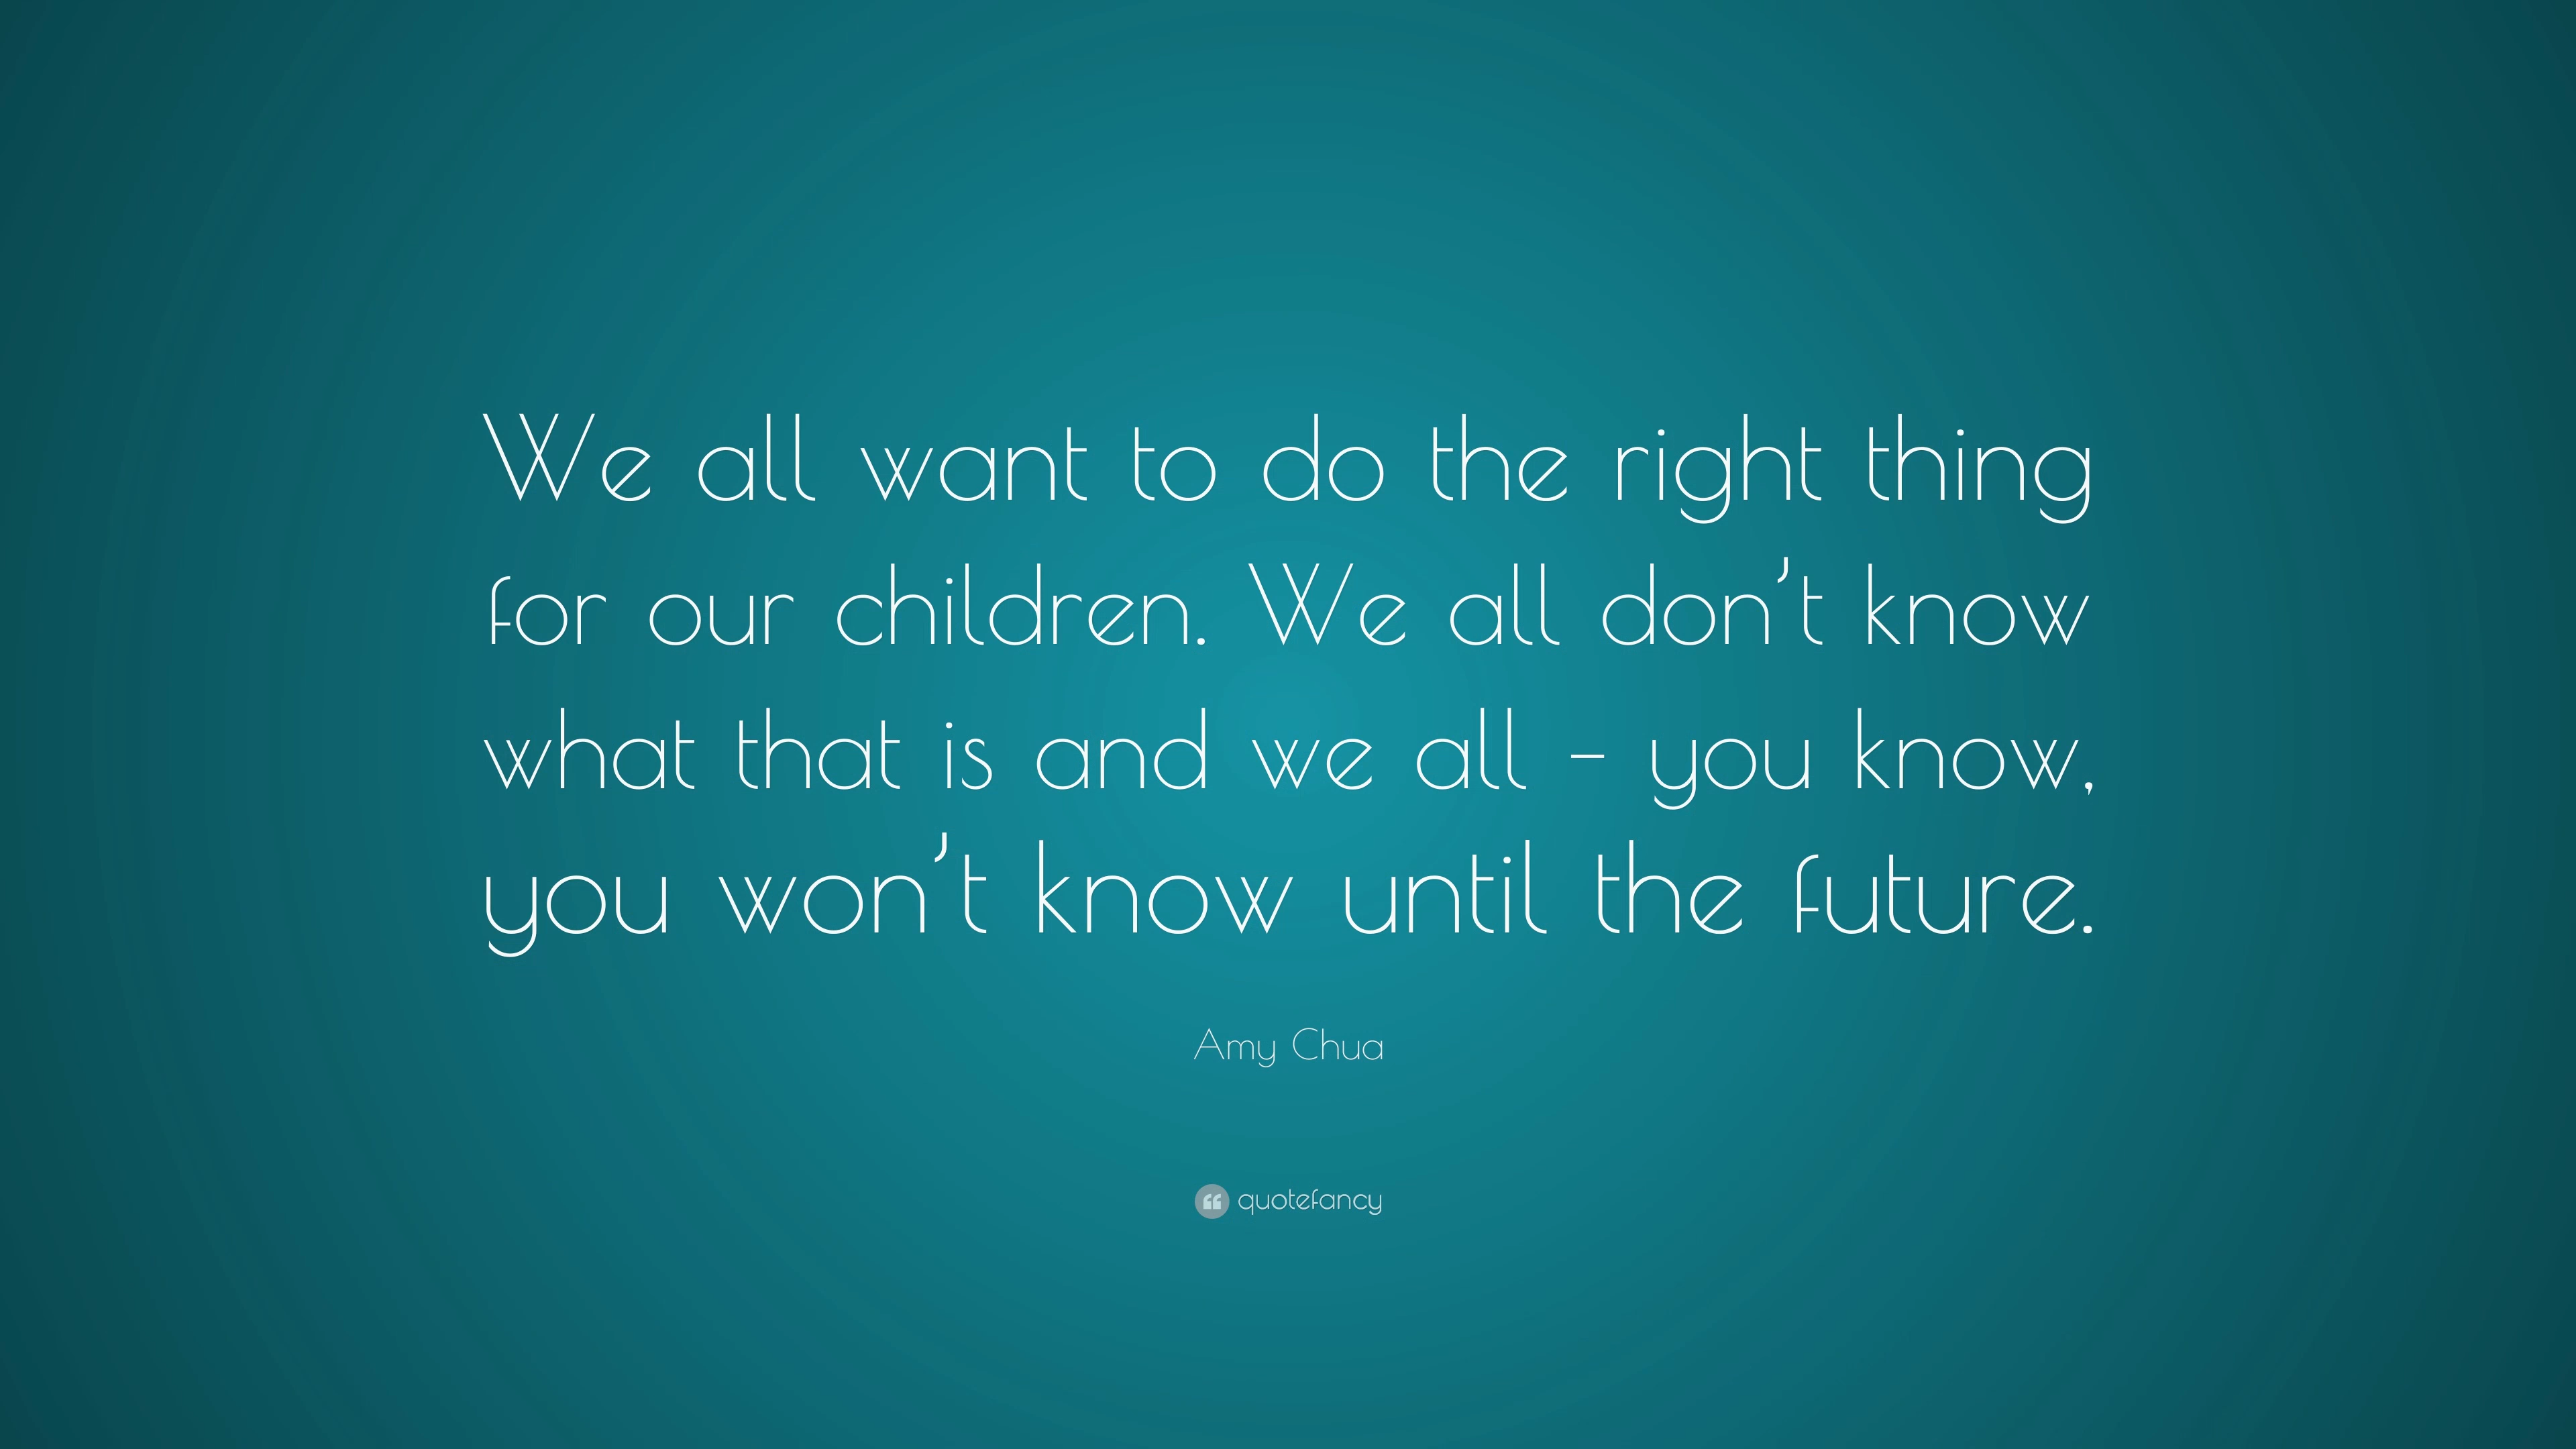 We all want to do the right thing
for our children. We all don’t know
what that is and we all – you know,
you won’t know until the future.
Amy Chua
quotefancy